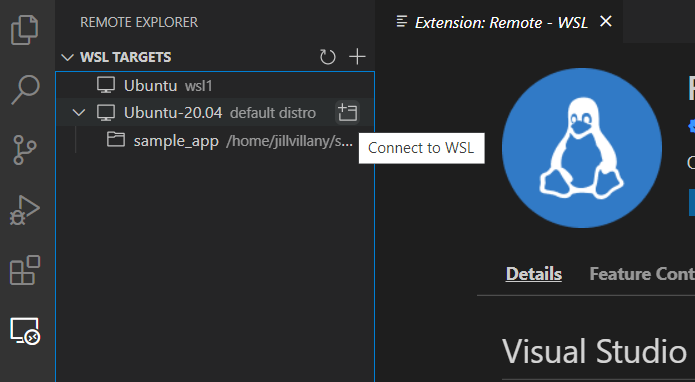 REMOTE EXPLORER
Extension: Remote - WSL
WSL TARGETS
Ubuntu wsl1
Ubuntu-20.04 default distro
sample_app /home/jillvillany/s...
Connect to WSL
Details Feature Cont
Visual Studio